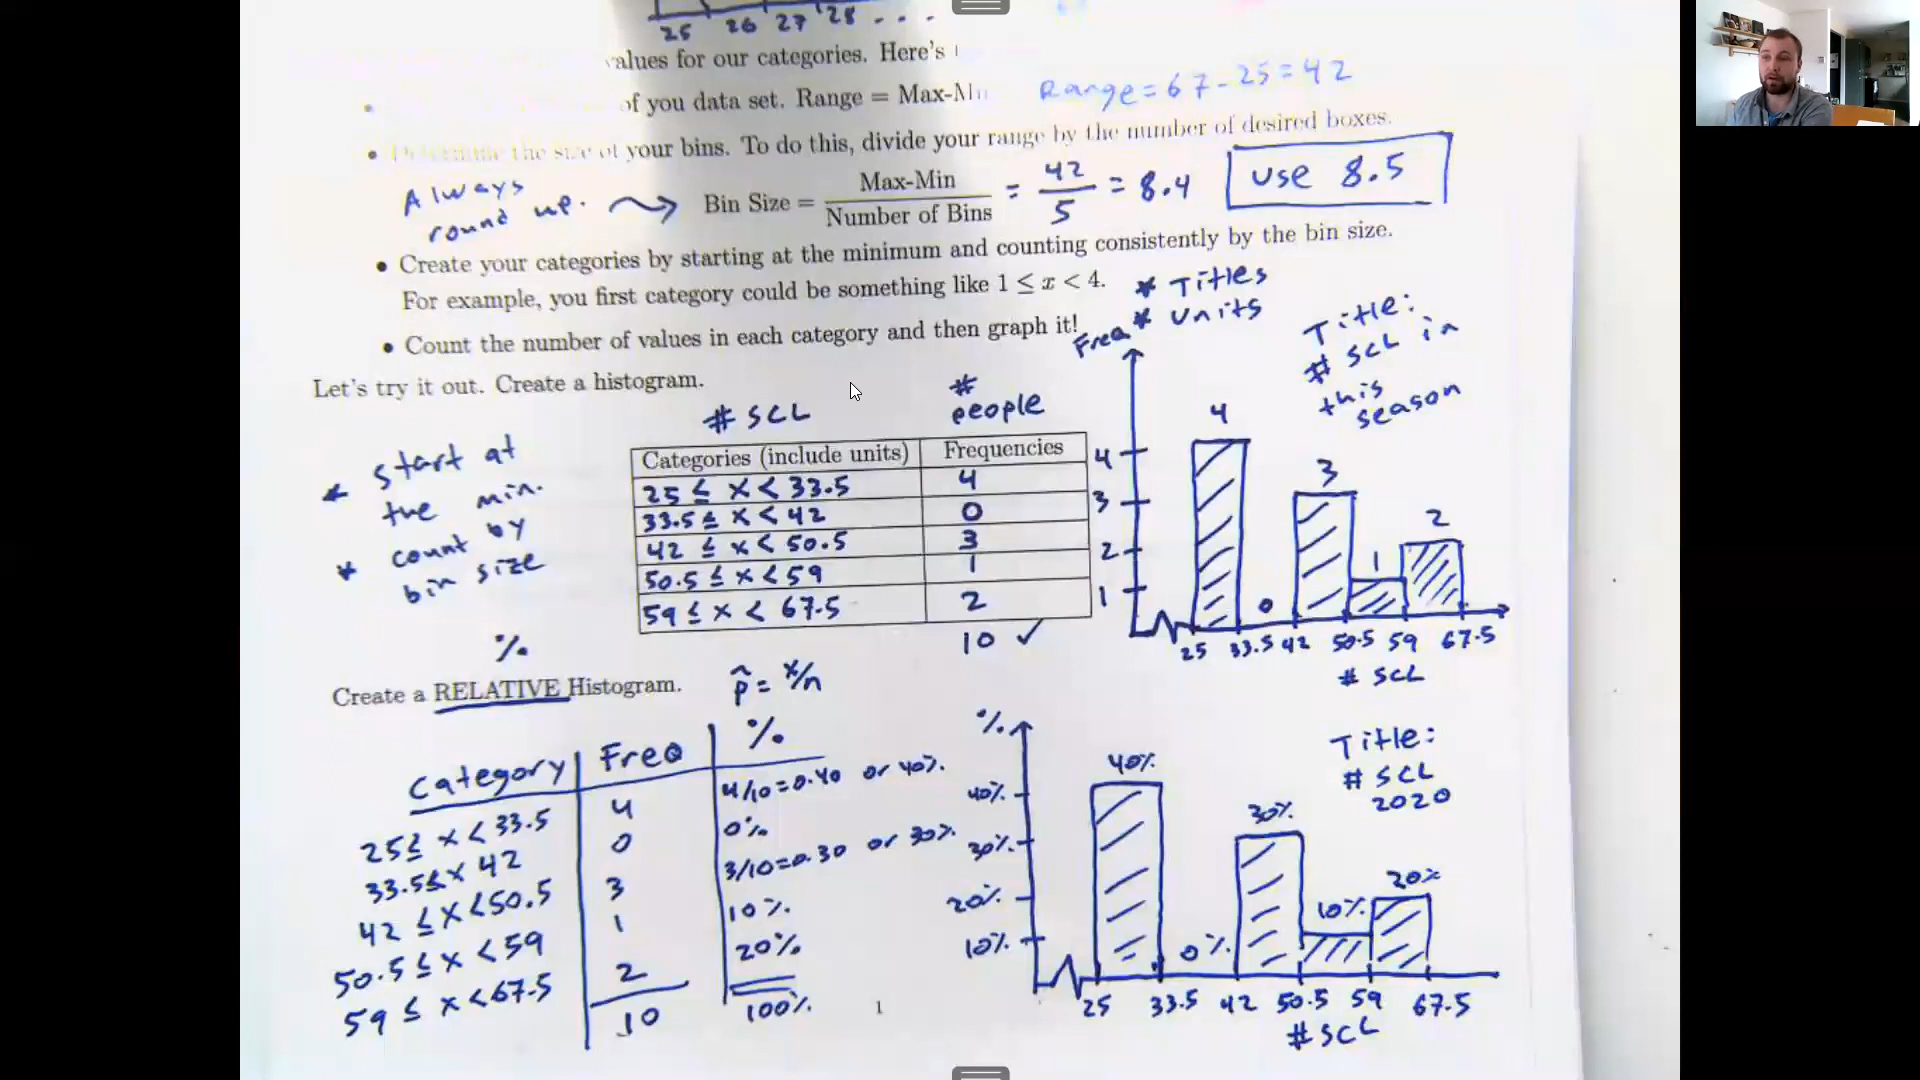 25 26 27 28 . . .
values for our categories. Here's
of you data set. Range = Max-Min
Range = 67 - 25 = 42
• Determine the size of your bins. To do this, divide your range by the number of desired boxes.
Always
round up.
Bin Size = Max-Min / Number of Bins = 42 / 5 = 8.4
use 8.5
• Create your categories by starting at the minimum and counting consistently by the bin size.
For example, you first category could be something like 1 ≤ x < 4.
* Titles
* Units
• Count the number of values in each category and then graph it!
Let's try it out. Create a histogram.
* start at
the min.
* count by
bin size
# SCL
# people
Categories (include units) Frequencies
25 ≤ x < 33.5 4
33.5 ≤ x < 42 0
42 ≤ x < 50.5 3
50.5 ≤ x < 59 1
59 ≤ x < 67.5 2
10 ✓
Freq
Title:
# SCL in
this
season
4
3
2
1
4 0 3 1 2
25 33.5 42 50.5 59 67.5
# SCL
%
Create a RELATIVE Histogram.
p̂ = x/n
Category Freq %
25 ≤ x < 33.5 4 4/10 = 0.40 or 40%
33.5 ≤ x 42 0 0%
42 ≤ x < 50.5 3 3/10 = 0.30 or 30%
50.5 ≤ x < 59 1 10%
59 ≤ x < 67.5 2 20%
10 100%
%
Title:
# SCL
2020
40%
30%
20%
10%
40% 0% 30% 10% 20%
25 33.5 42 50.5 59 67.5
# SCL
1